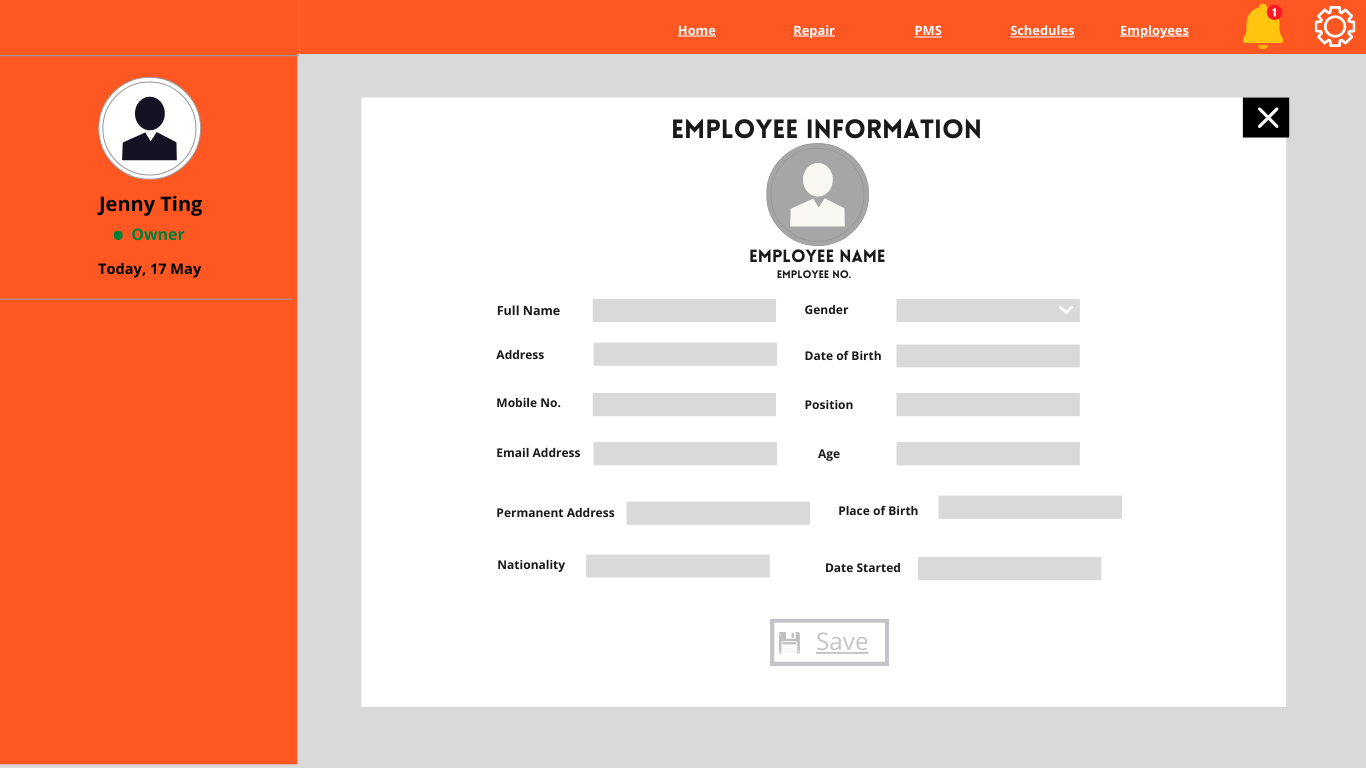 Home Repair PMS Schedules Employees 1
Jenny Ting
Owner
Today, 17 May
EMPLOYEE INFORMATION
EMPLOYEE NAME
EMPLOYEE NO.
Full Name Gender
Address Date of Birth
Mobile No. Position
Email Address Age
Permanent Address Place of Birth
Nationality Date Started
Save